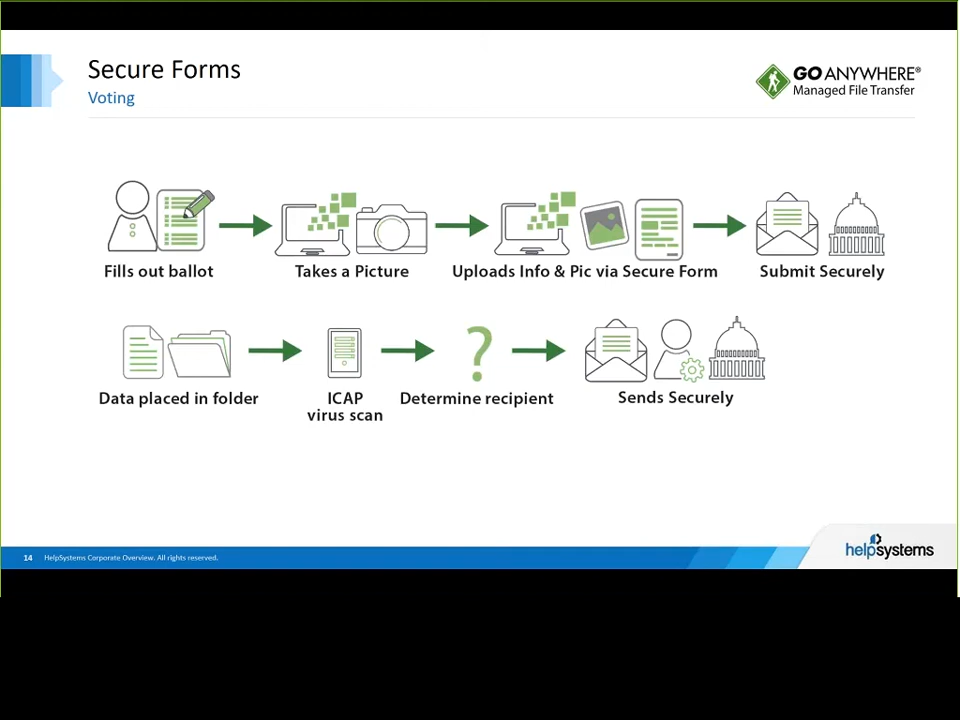 Secure Forms
Voting
GO ANYWHERE®
Managed File Transfer
Fills out ballot
Takes a Picture
Uploads Info & Pic via Secure Form
Submit Securely
Data placed in folder
ICAP
virus scan
?
Determine recipient
Sends Securely
14 HelpSystems Corporate Overview. All rights reserved.
helpsystems